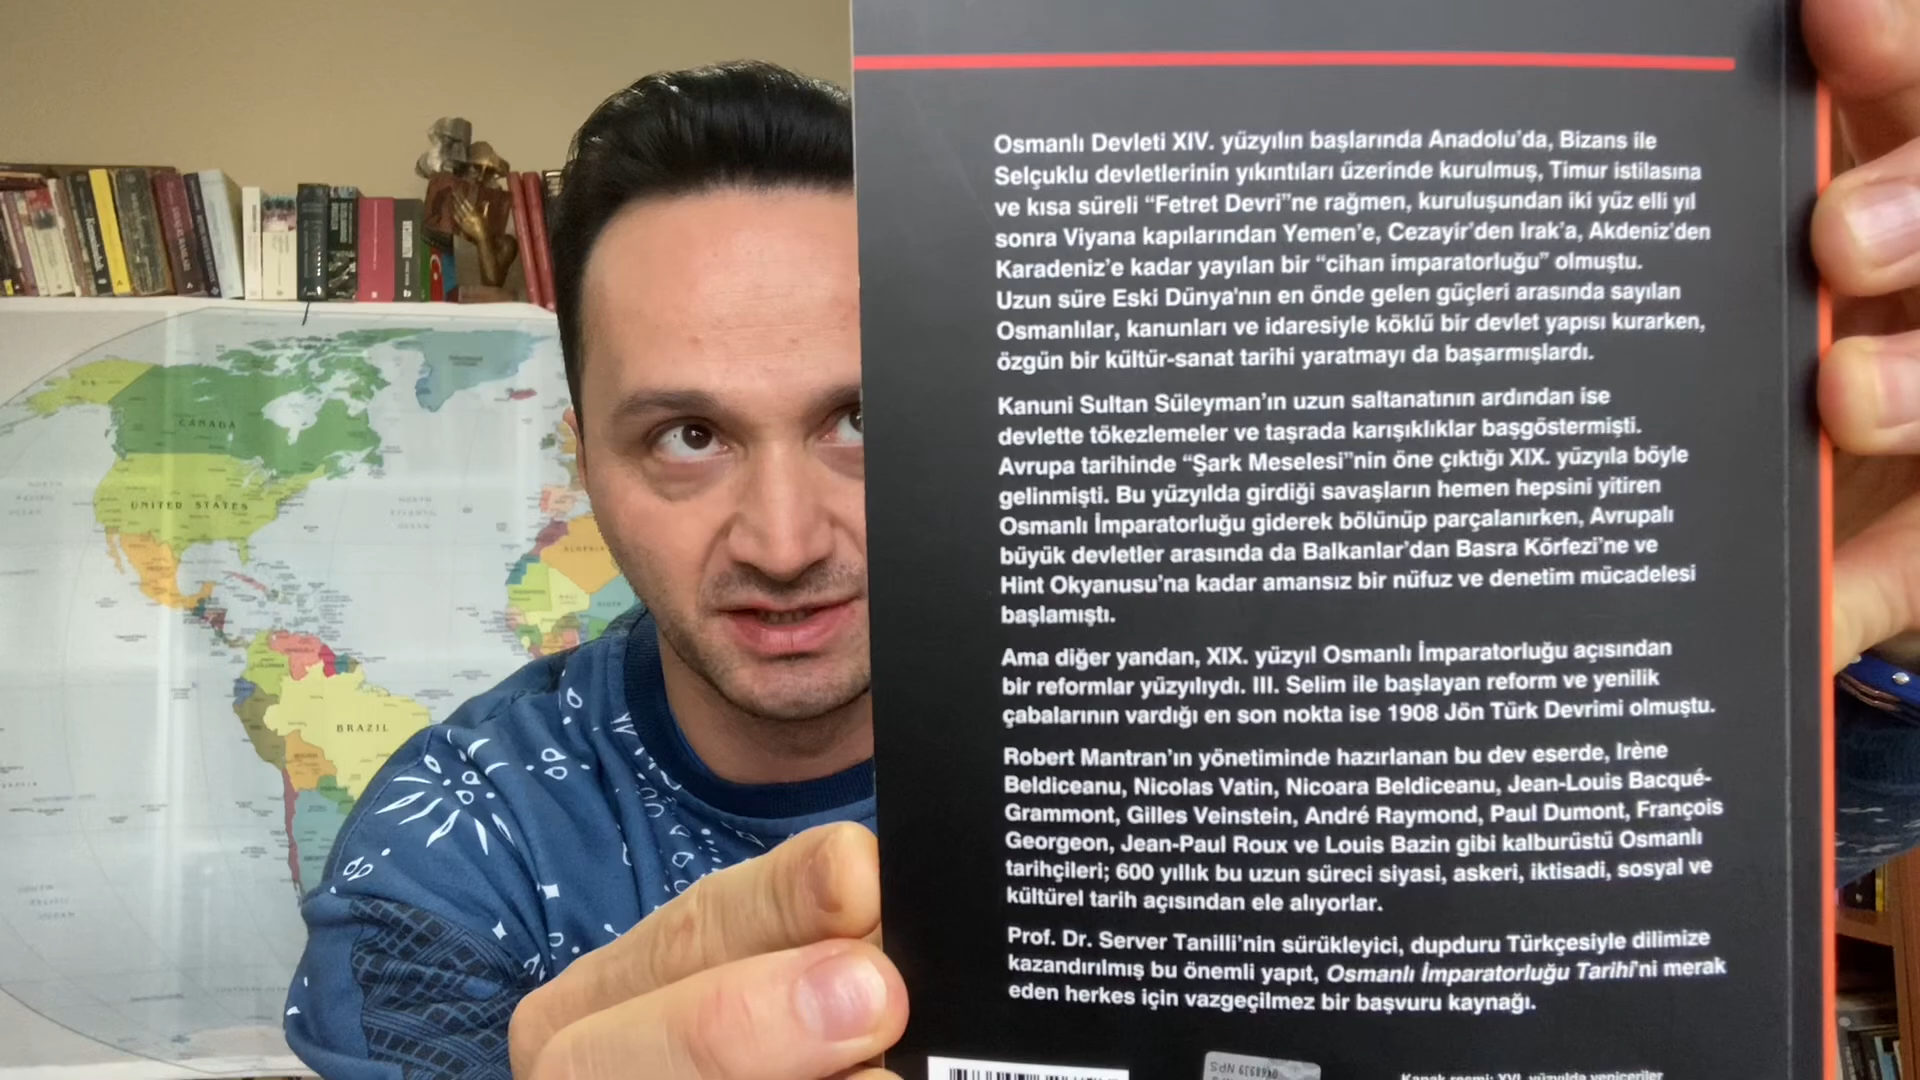 Osmanlı Devleti XIV. yüzyılın başlarında Anadolu'da, Bizans ile
Selçuklu devletlerinin yıkıntıları üzerinde kurulmuş, Timur istilasına
ve kısa süreli “Fetret Devri”ne rağmen, kuruluşundan iki yüz elli yıl
sonra Viyana kapılarından Yemen'e, Cezayir'den Irak'a, Akdeniz'den
Karadeniz'e kadar yayılan bir “cihan imparatorluğu” olmuştu.
Uzun süre Eski Dünya'nın en önde gelen güçleri arasında sayılan
Osmanlılar, kanunları ve idaresiyle köklü bir devlet yapısı kurarken,
özgün bir kültür-sanat tarihi yaratmayı da başarmışlardı.
Kanuni Sultan Süleyman'ın uzun saltanatının ardından ise
devlette tökezlemeler ve taşrada karışıklıklar başgöstermişti.
Avrupa tarihinde “Şark Meselesi”nin öne çıktığı XIX. yüzyıla böyle
gelinmişti. Bu yüzyılda girdiği savaşların hemen hepsini yitiren
Osmanlı İmparatorluğu giderek bölünüp parçalanırken, Avrupalı
büyük devletler arasında da Balkanlar'dan Basra Körfezi'ne ve
Hint Okyanusu'na kadar amansız bir nüfuz ve denetim mücadelesi
başlamıştı.
Ama diğer yandan, XIX. yüzyıl Osmanlı İmparatorluğu açısından
bir reformlar yüzyılıydı. III. Selim ile başlayan reform ve yenilik
çabalarının vardığı en son nokta ise 1908 Jön Türk Devrimi olmuştu.
Robert Mantran'ın yönetiminde hazırlanan bu dev eserde, Irène
Beldiceanu, Nicolas Vatin, Nicoara Beldiceanu, Jean-Louis Bacqué-
Grammont, Gilles Veinstein, André Raymond, Paul Dumont, François
Georgeon, Jean-Paul Roux ve Louis Bazin gibi kalburüstü Osmanlı
tarihçileri; 600 yıllık bu uzun süreci siyasi, askeri, iktisadi, sosyal ve
kültürel tarih açısından ele alıyorlar.
Prof. Dr. Server Tanilli'nin sürükleyici, dupduru Türkçesiyle dilimize
kazandırılmış bu önemli yapıt, Osmanlı İmparatorluğu Tarihi'ni merak
eden herkes için vazgeçilmez bir başvuru kaynağı.
Kapak resmi: XVI. yüzyılda yeniçeriler
CANADA
UNITED STATES
BRAZIL
ALGERIA
MALI
NIGER